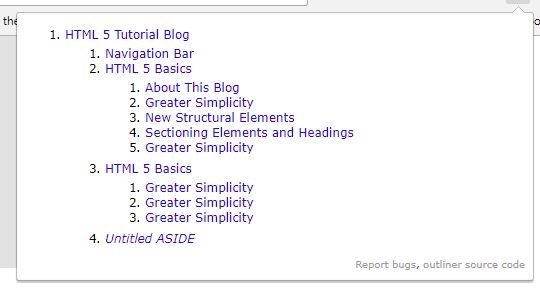 the
1. HTML 5 Tutorial Blog
1. Navigation Bar
2. HTML 5 Basics
1. About This Blog
2. Greater Simplicity
3. New Structural Elements
4. Sectioning Elements and Headings
5. Greater Simplicity
3. HTML 5 Basics
1. Greater Simplicity
2. Greater Simplicity
3. Greater Simplicity
4. Untitled ASIDE
Report bugs, outliner source code